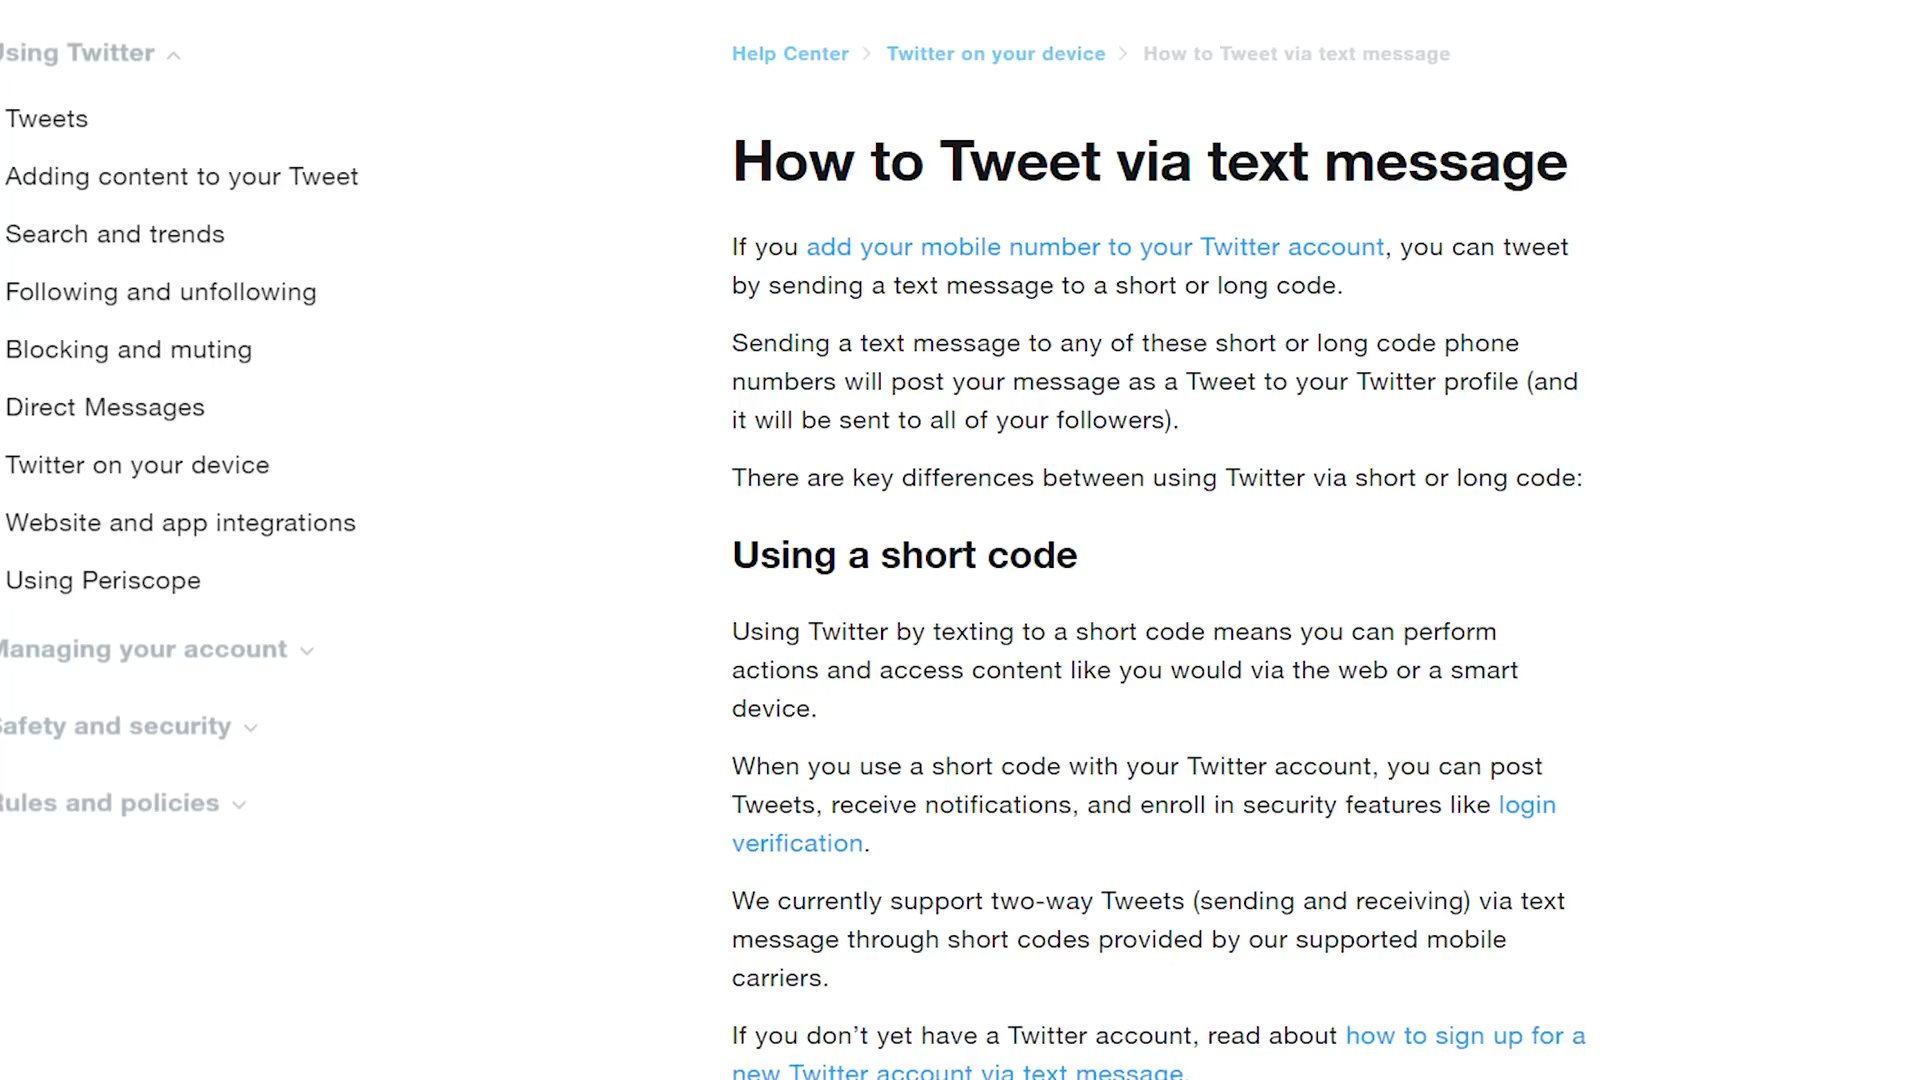 Using Twitter
Tweets
Adding content to your Tweet
Search and trends
Following and unfollowing
Blocking and muting
Direct Messages
Twitter on your device
Website and app integrations
Using Periscope
Managing your account
Safety and security
Rules and policies
Help Center > Twitter on your device > How to Tweet via text message
How to Tweet via text message
If you add your mobile number to your Twitter account, you can tweet
by sending a text message to a short or long code.
Sending a text message to any of these short or long code phone
numbers will post your message as a Tweet to your Twitter profile (and
it will be sent to all of your followers).
There are key differences between using Twitter via short or long code:
Using a short code
Using Twitter by texting to a short code means you can perform
actions and access content like you would via the web or a smart
device.
When you use a short code with your Twitter account, you can post
Tweets, receive notifications, and enroll in security features like login
verification.
We currently support two-way Tweets (sending and receiving) via text
message through short codes provided by our supported mobile
carriers.
If you don’t yet have a Twitter account, read about how to sign up for a
new Twitter account via text message.